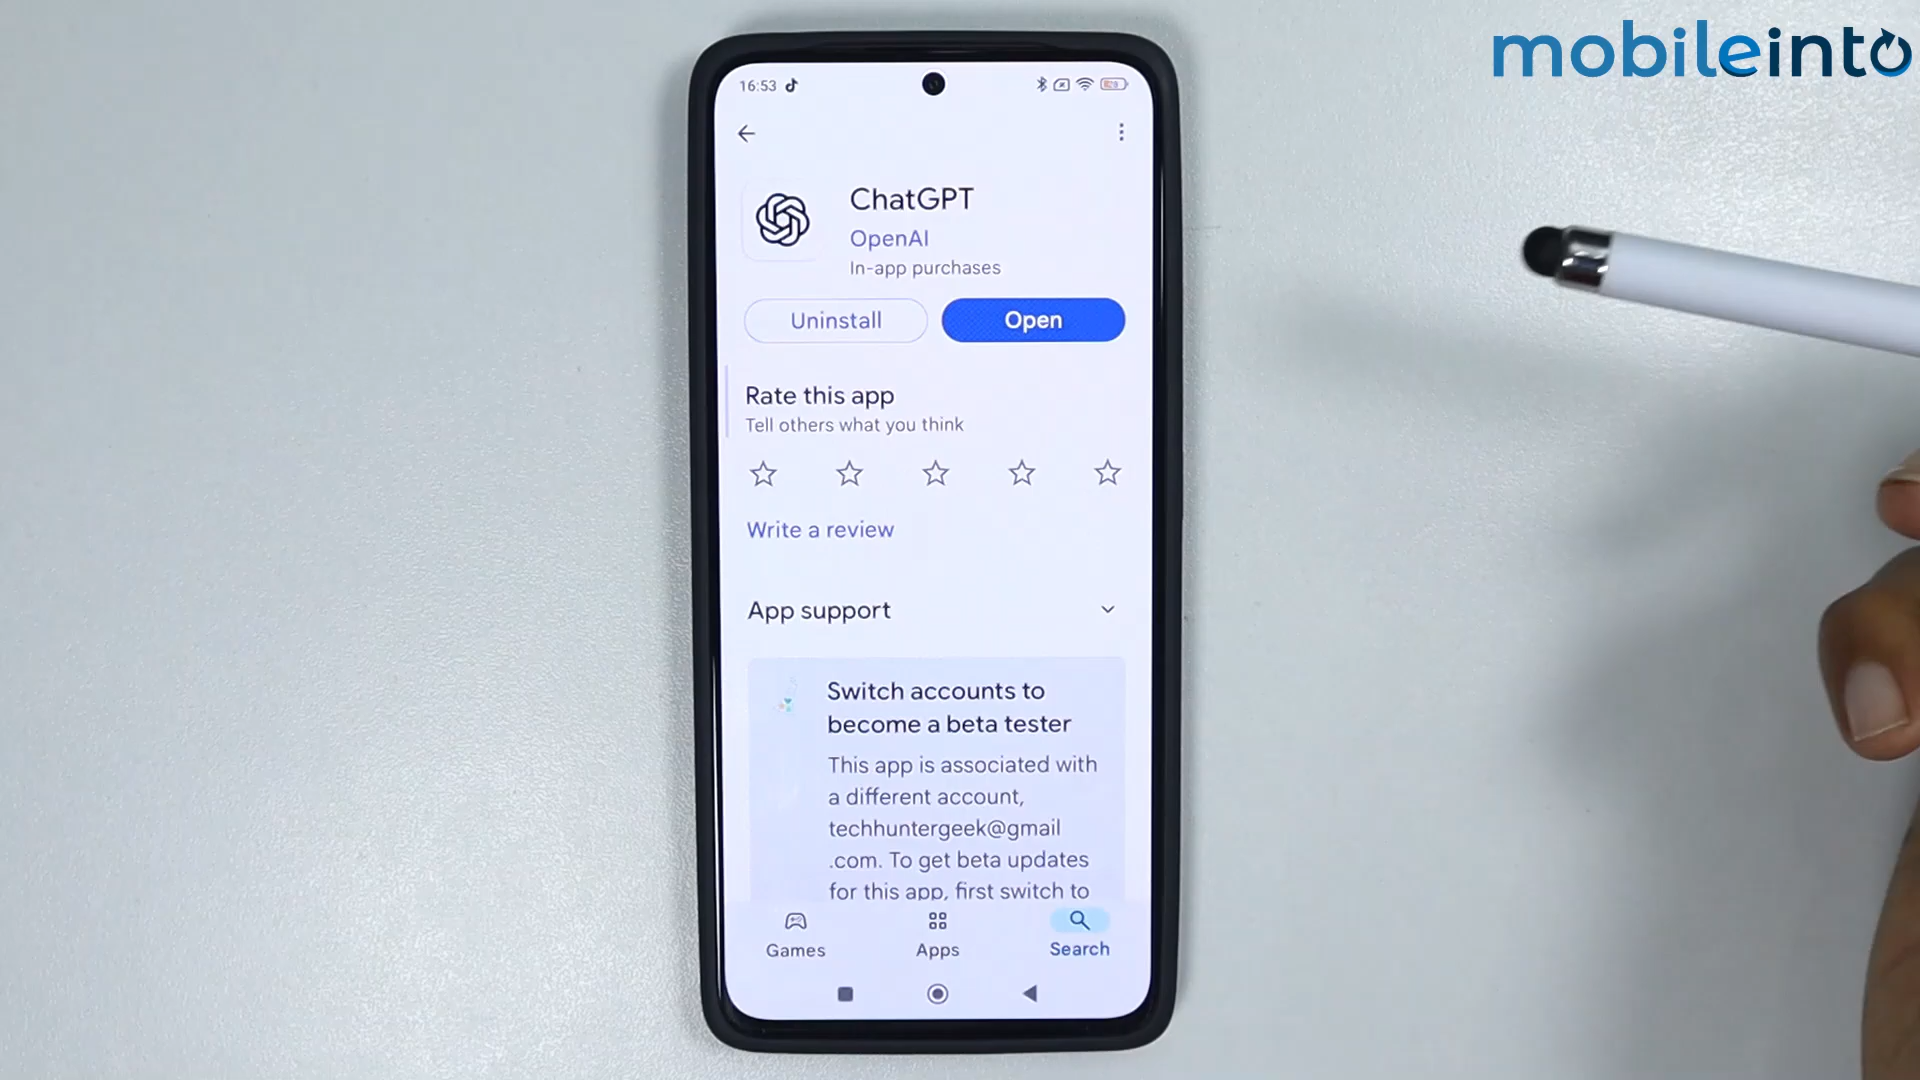 mobileinto
16:53
ChatGPT
OpenAI
In-app purchases
Uninstall
Open
Rate this app
Tell others what you think
Write a review
App support
Switch accounts to
become a beta tester
This app is associated with
a different account,
techhuntergeek@gmail
.com. To get beta updates
for this app, first switch to
Games
Apps
Search